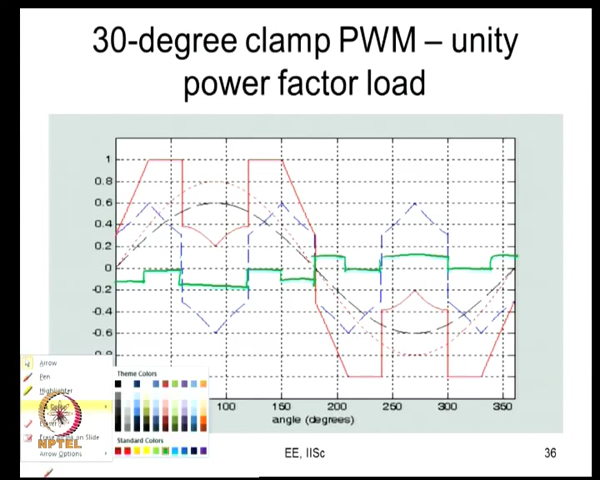 30-degree clamp PWM – unity
power factor load
1
0.8
0.6
0.4
0.2
0
-0.2
-0.4
-0.6
100
150
200
250
300
350
angle (degrees)
Arrow
Pen
Highlighter
Arrow Options
Theme Colors
Standard Colors
NPTEL
EE, IISc
36